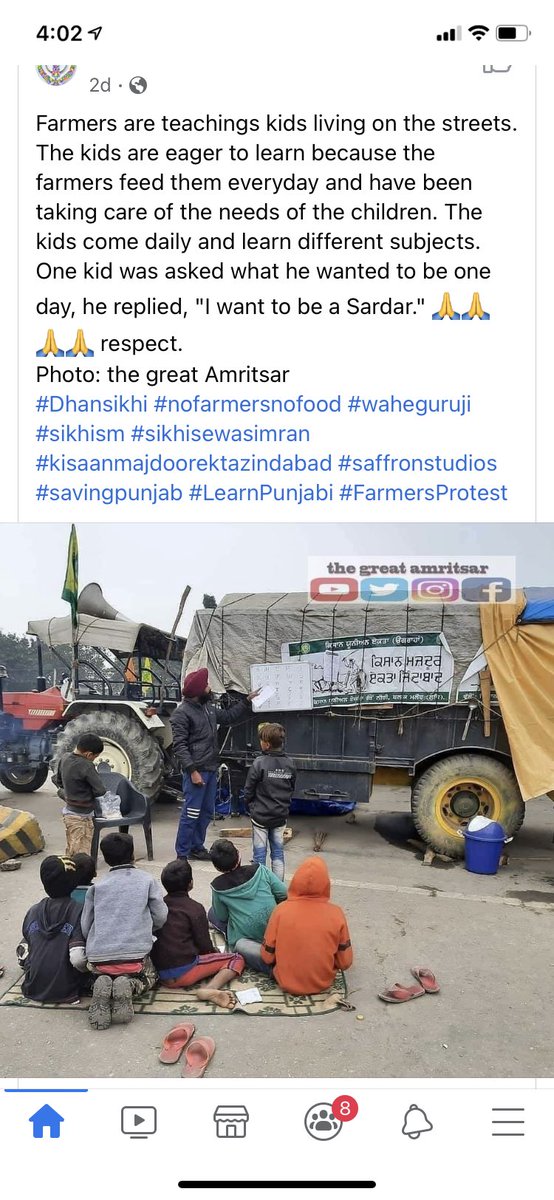 4:02
2d
Farmers are teachings kids living on the streets.
The kids are eager to learn because the
farmers feed them everyday and have been
taking care of the needs of the children. The
kids come daily and learn different subjects.
One kid was asked what he wanted to be one
day, he replied, "I want to be a Sardar." 🙏🙏
🙏🙏 respect.
Photo: the great Amritsar
#Dhansikhi #nofarmersnofood #waheguruji
#sikhism #sikhisewasimran
#kisaanmajdoorektazindabad #saffronstudios
#savingpunjab #LearnPunjabi #FarmersProtest
the great amritsar
ਕਿਸਾਨ ਯੂਨੀਅਨ ਏਕਤਾ (ਉਗਰਾਹਾਂ)
ਕਿਸਾਨ ਮਜ਼ਦੂਰ
ਏਕਤਾ ਜ਼ਿੰਦਾਬਾਦ
8